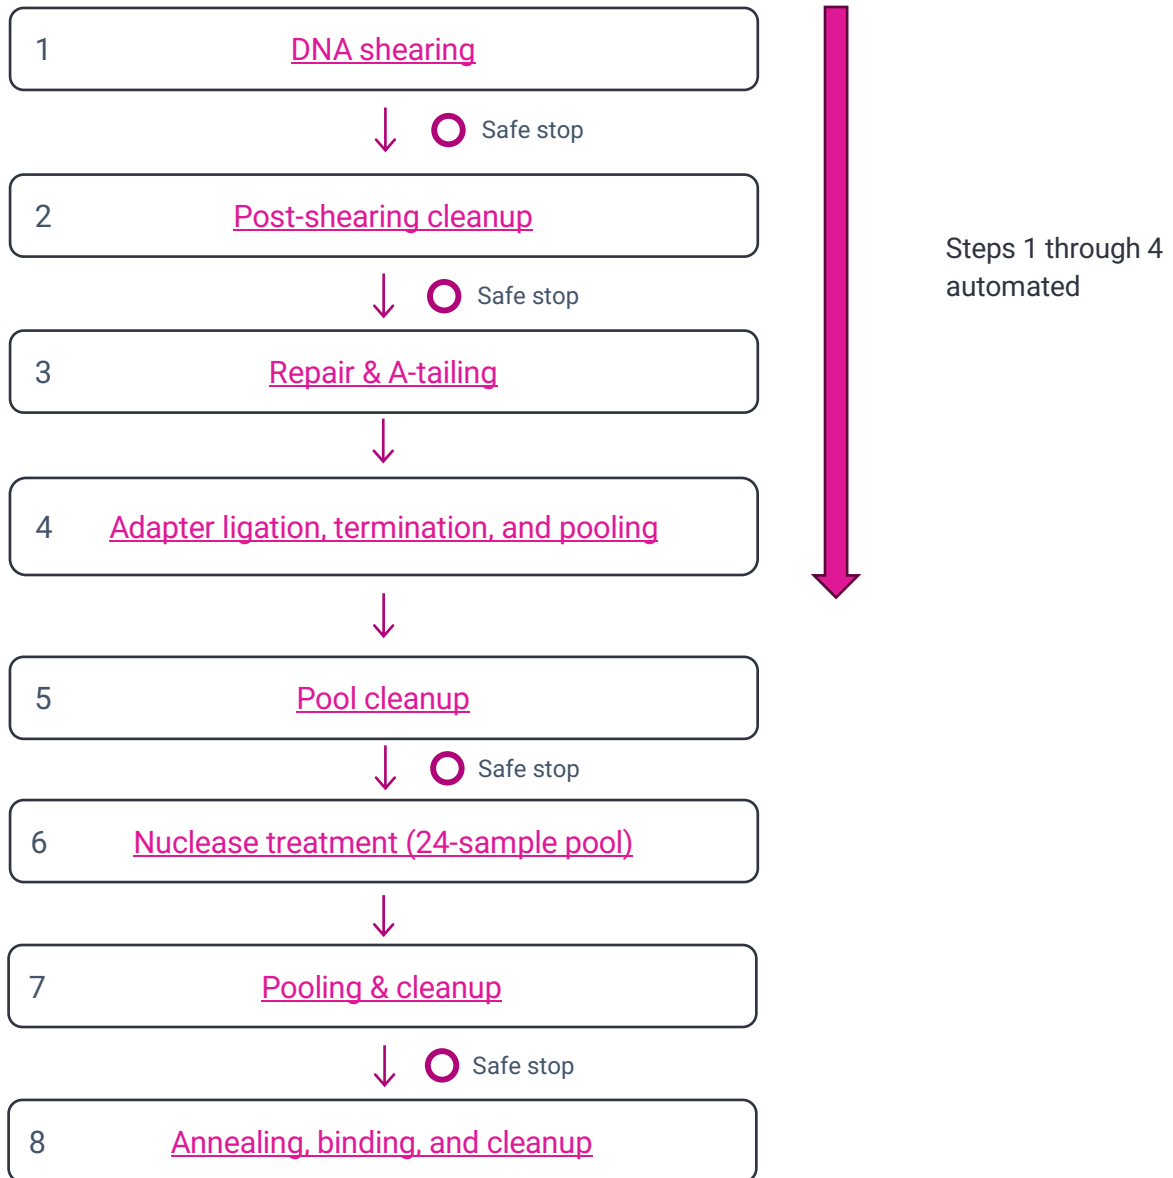 1 DNA shearing
Safe stop
2 Post-shearing cleanup
Steps 1 through 4
automated
Safe stop
3 Repair & A-tailing
4 Adapter ligation, termination, and pooling
5 Pool cleanup
Safe stop
6 Nuclease treatment (24-sample pool)
7 Pooling & cleanup
Safe stop
8 Annealing, binding, and cleanup